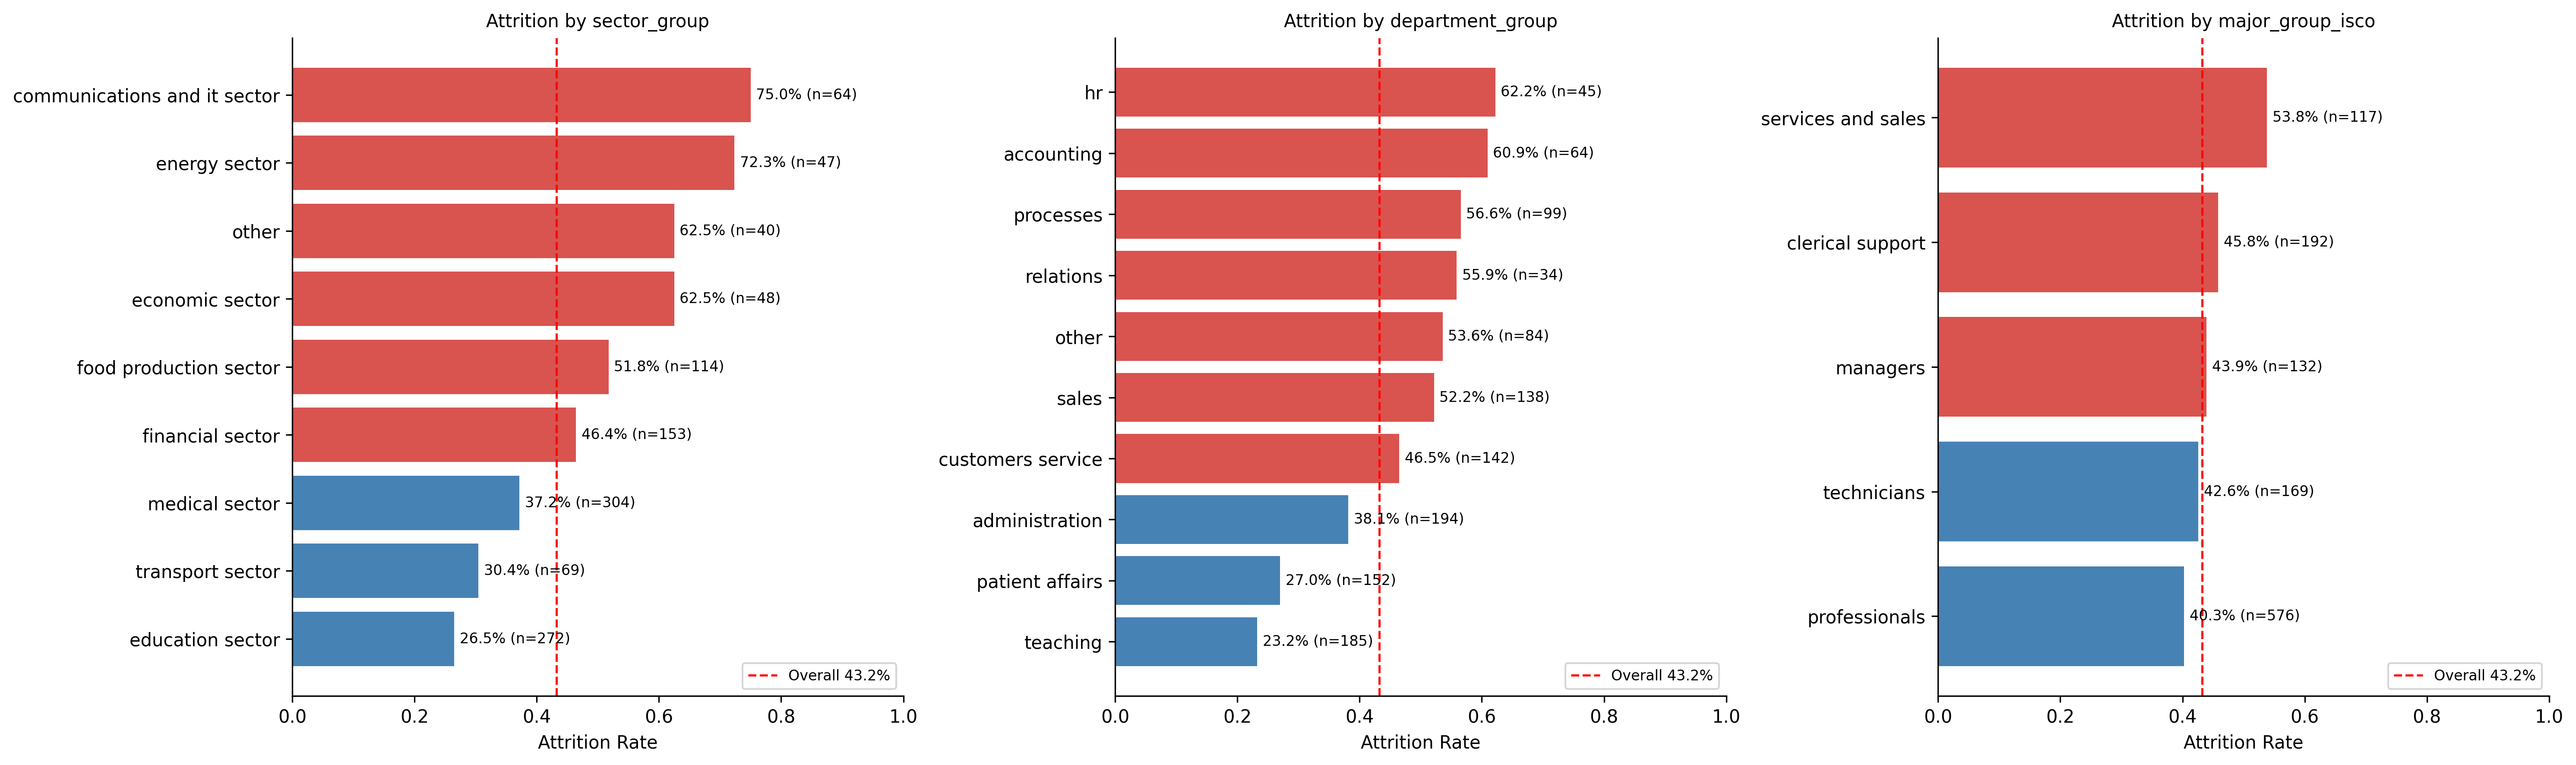 Attrition by sector_group
communications and it sector
75.0% (n=64)
energy sector
72.3% (n=47)
other
62.5% (n=40)
economic sector
62.5% (n=48)
food production sector
51.8% (n=114)
financial sector
46.4% (n=153)
medical sector
37.2% (n=304)
transport sector
30.4% (n=69)
education sector
26.5% (n=272)
Overall 43.2%
0.0 0.2 0.4 0.6 0.8 1.0
Attrition Rate
Attrition by department_group
hr
62.2% (n=45)
accounting
60.9% (n=64)
processes
56.6% (n=99)
relations
55.9% (n=34)
other
53.6% (n=84)
sales
52.2% (n=138)
customers service
46.5% (n=142)
administration
38.1% (n=194)
patient affairs
27.0% (n=152)
teaching
23.2% (n=185)
Overall 43.2%
0.0 0.2 0.4 0.6 0.8 1.0
Attrition Rate
Attrition by major_group_isco
services and sales
53.8% (n=117)
clerical support
45.8% (n=192)
managers
43.9% (n=132)
technicians
42.6% (n=169)
professionals
40.3% (n=576)
Overall 43.2%
0.0 0.2 0.4 0.6 0.8 1.0
Attrition Rate